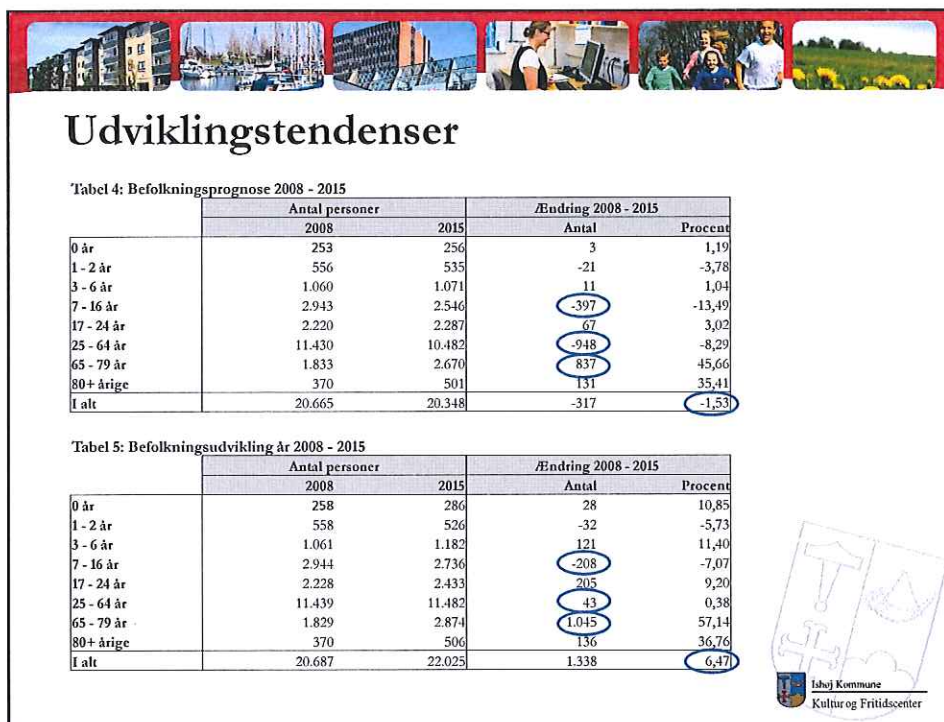 Udviklingstendenser
Tabel 4: Befolkningsprognose 2008 - 2015
Antal personer Ændring 2008 - 2015
2008 2015 Antal Procent
0 år 253 256 3 1,19
1 - 2 år 556 535 -21 -3,78
3 - 6 år 1.060 1.071 11 1,04
7 - 16 år 2.943 2.546 -397 -13,49
17 - 24 år 2.220 2.287 67 3,02
25 - 64 år 11.430 10.482 -948 -8,29
65 - 79 år 1.833 2.670 837 45,66
80+ årige 370 501 131 35,41
I alt 20.665 20.348 -317 -1,53
Tabel 5: Befolkningsudvikling år 2008 - 2015
Antal personer Ændring 2008 - 2015
2008 2015 Antal Procent
0 år 258 286 28 10,85
1 - 2 år 558 526 -32 -5,73
3 - 6 år 1.061 1.182 121 11,40
7 - 16 år 2.944 2.736 -208 -7,07
17 - 24 år 2.228 2.433 205 9,20
25 - 64 år 11.439 11.482 43 0,38
65 - 79 år 1.829 2.874 1.045 57,14
80+ årige 370 506 136 36,76
I alt 20.687 22.025 1.338 6,47
Ishøj Kommune
Kultur og Fritidscenter